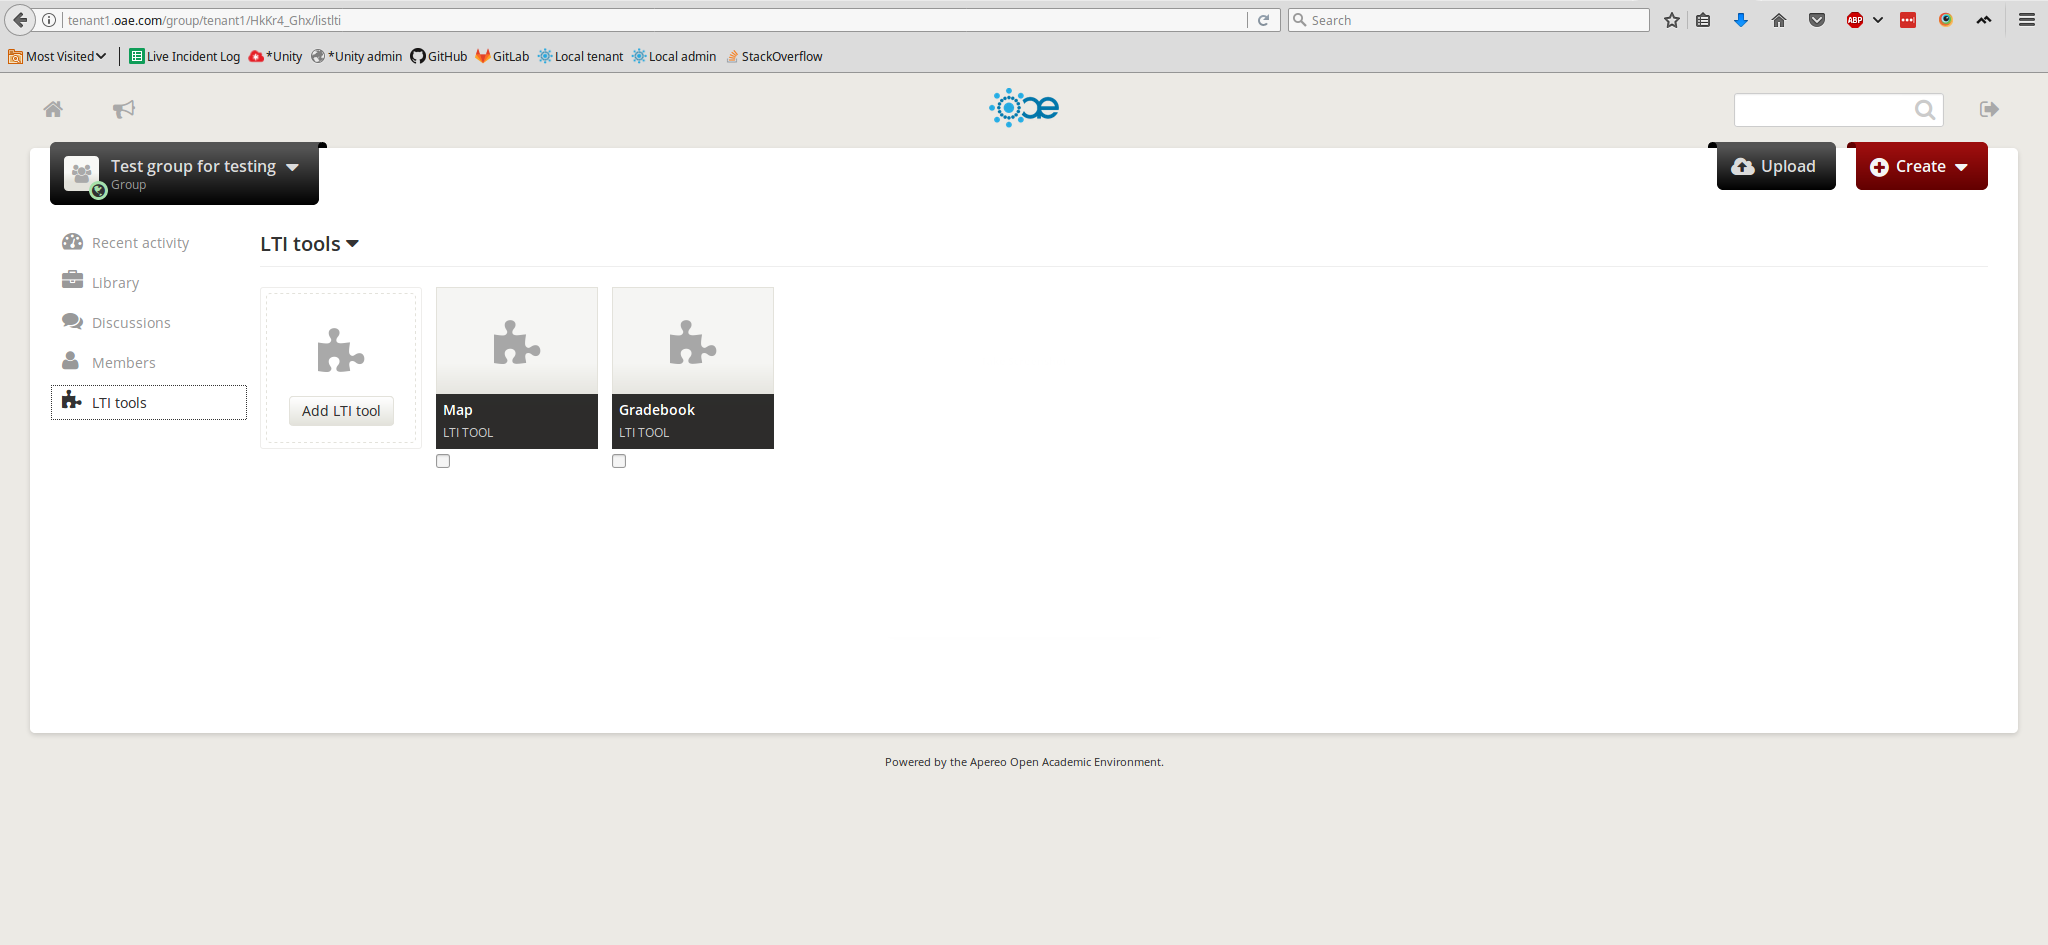 tenant1.oae.com/group/tenant1/HkKr4_Ghx/listlti
Search
ABP
Most Visited
Live Incident Log
*Unity
*Unity admin
GitHub
GitLab
Local tenant
Local admin
StackOverflow
oae
Test group for testing
Group
Upload
Create
Recent activity
Library
Discussions
Members
LTI tools
LTI tools
Add LTI tool
Map
LTI TOOL
Gradebook
LTI TOOL
Powered by the Apereo Open Academic Environment.